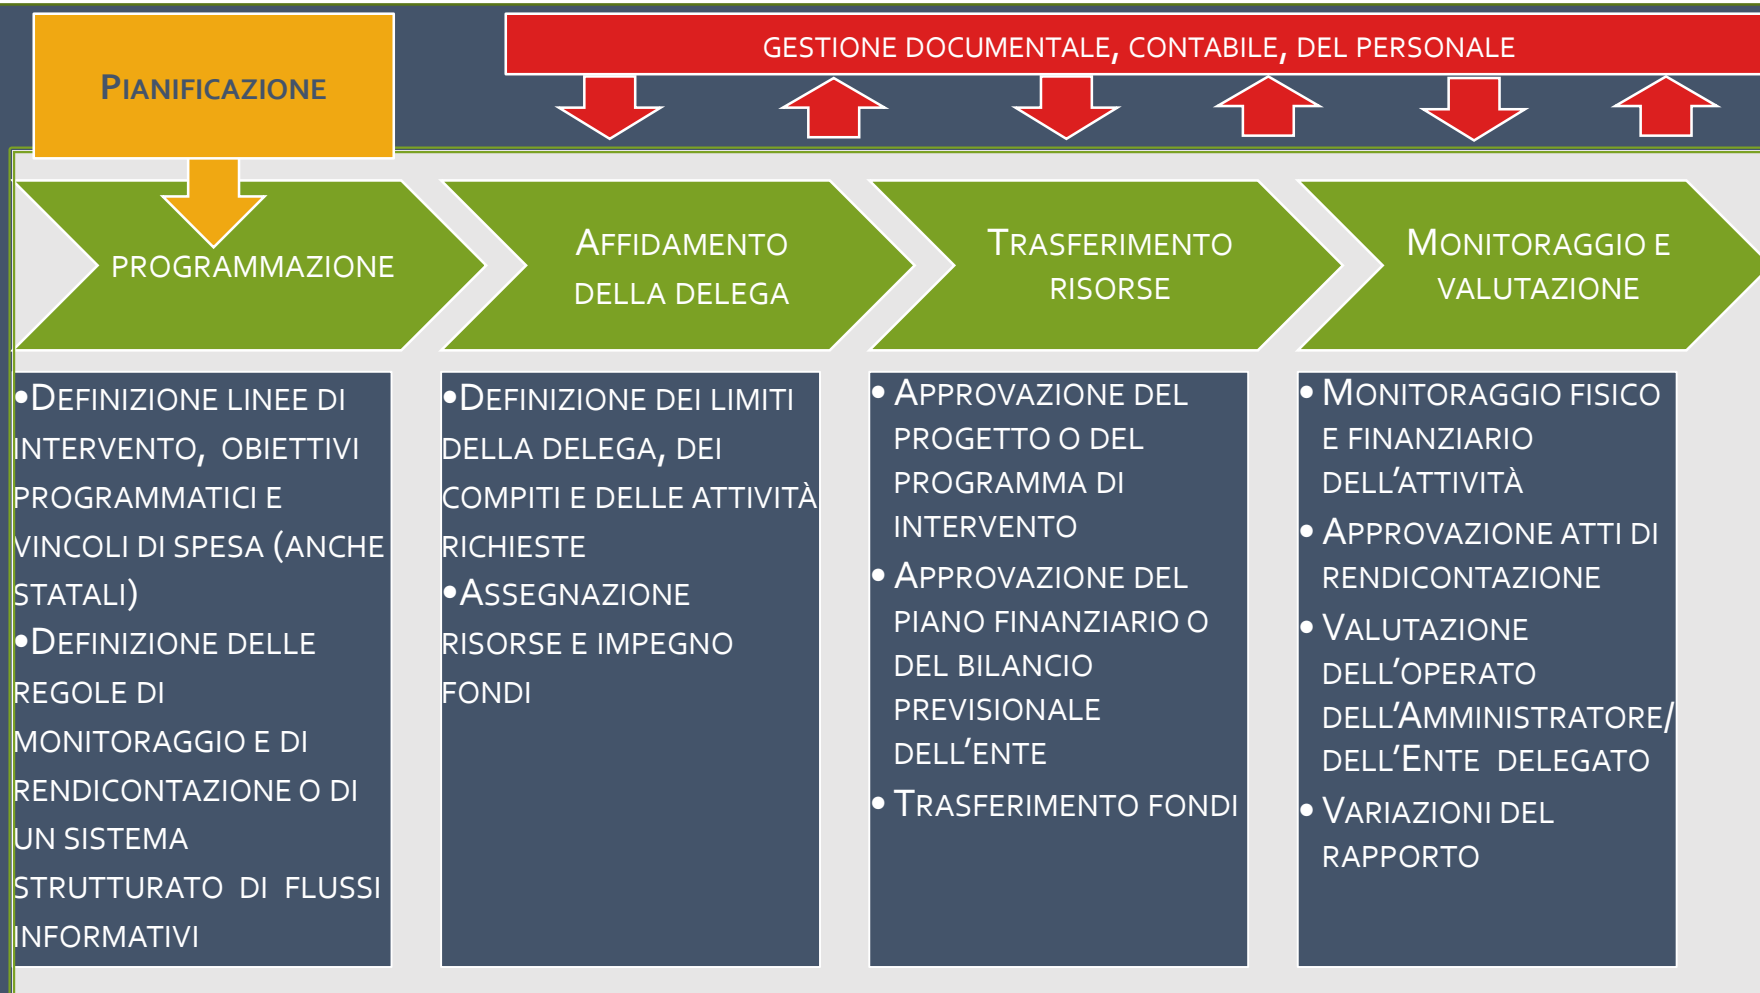 PIANIFICAZIONE
GESTIONE DOCUMENTALE, CONTABILE, DEL PERSONALE
PROGRAMMAZIONE
AFFIDAMENTO
DELLA DELEGA
TRASFERIMENTO
RISORSE
MONITORAGGIO E
VALUTAZIONE
•DEFINIZIONE LINEE DI
INTERVENTO, OBIETTIVI
PROGRAMMATICI E
VINCOLI DI SPESA (ANCHE
STATALI)
•DEFINIZIONE DELLE
REGOLE DI
MONITORAGGIO E DI
RENDICONTAZIONE O DI
UN SISTEMA
STRUTTURATO DI FLUSSI
INFORMATIVI
•DEFINIZIONE DEI LIMITI
DELLA DELEGA, DEI
COMPITI E DELLE ATTIVITÀ
RICHIESTE
•ASSEGNAZIONE
RISORSE E IMPEGNO
FONDI
• APPROVAZIONE DEL
PROGETTO O DEL
PROGRAMMA DI
INTERVENTO
• APPROVAZIONE DEL
PIANO FINANZIARIO O
DEL BILANCIO
PREVISIONALE
DELL'ENTE
• TRASFERIMENTO FONDI
• MONITORAGGIO FISICO
E FINANZIARIO
DELL'ATTIVITÀ
• APPROVAZIONE ATTI DI
RENDICONTAZIONE
• VALUTAZIONE
DELL'OPERATO
DELL'AMMINISTRATORE/
DELL'ENTE DELEGATO
• VARIAZIONI DEL
RAPPORTO